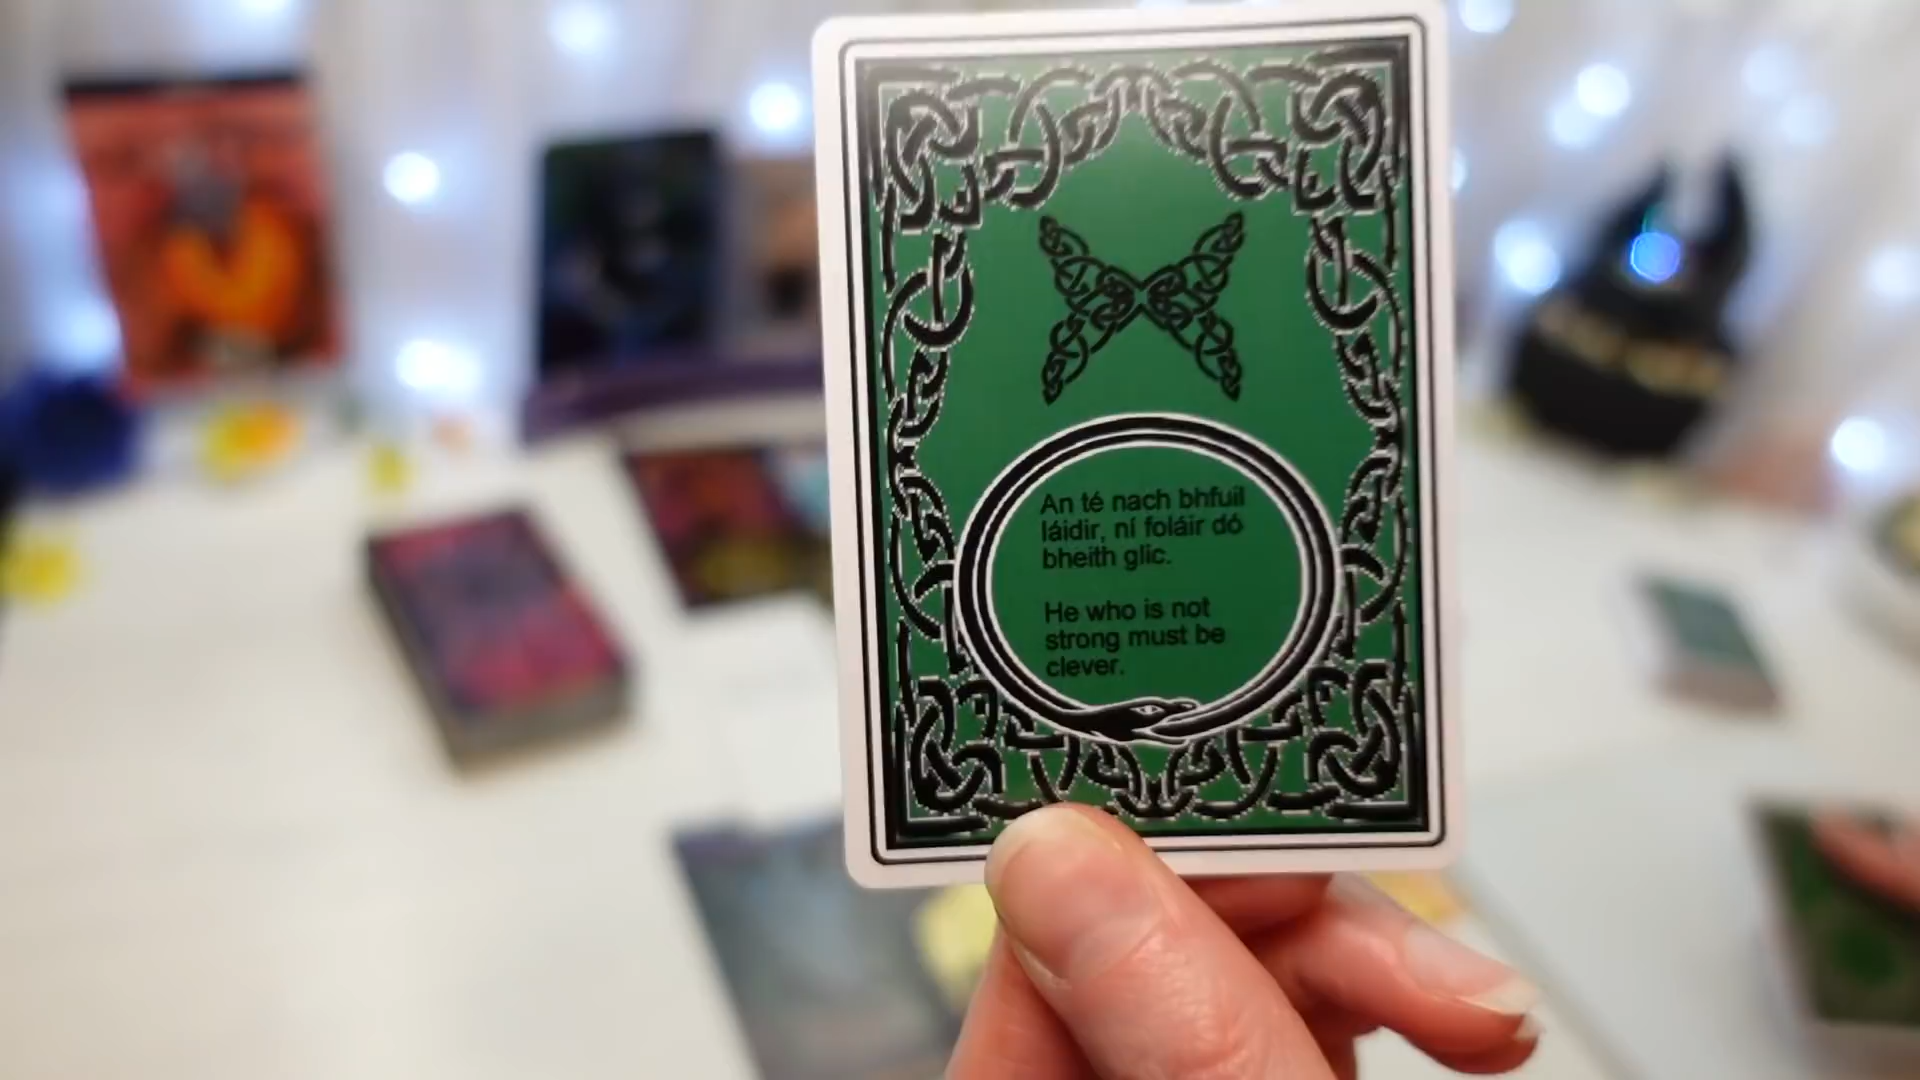 An té nach bhfuil
láidir, ní foláir dó
bheith glic.
He who is not
strong must be
clever.